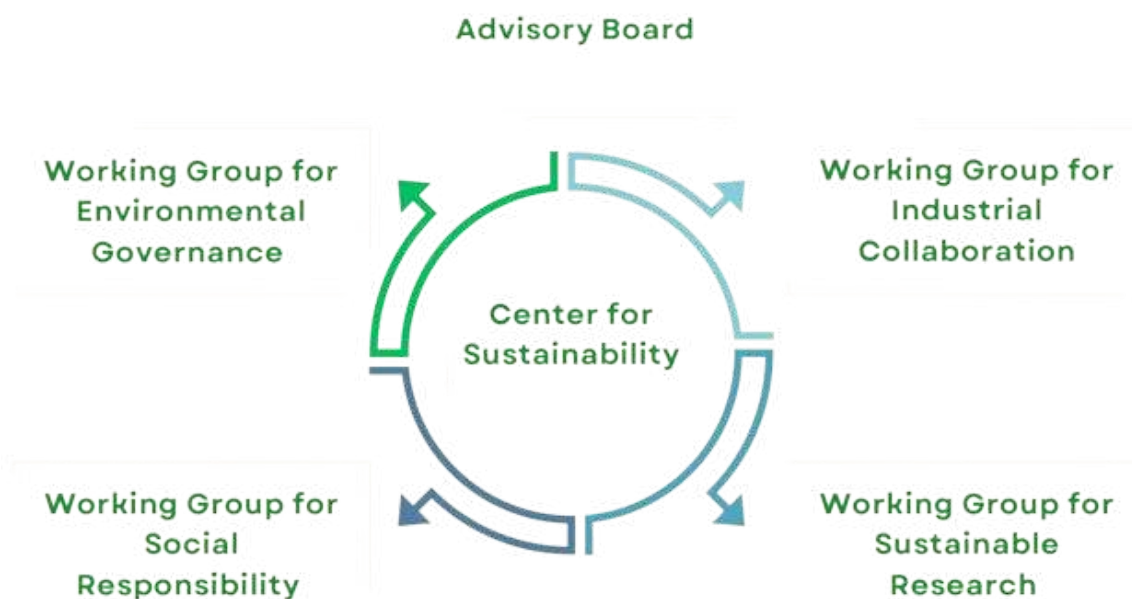 Advisory Board
Working Group for
Environmental
Governance
Working Group for
Industrial
Collaboration
Center for
Sustainability
Working Group for
Social
Responsibility
Working Group for
Sustainable
Research